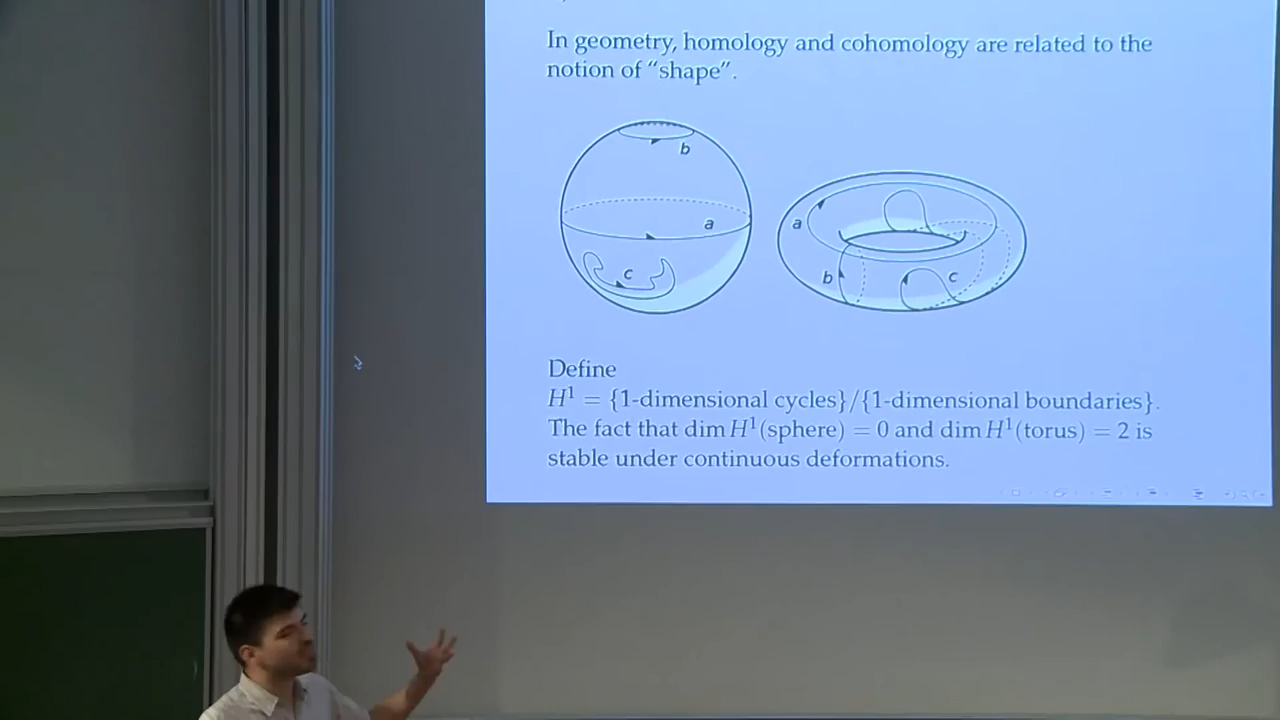 In geometry, homology and cohomology are related to the
notion of “shape”.
b
a
c
a
b
c
Define
H¹ = {1-dimensional cycles}/{1-dimensional boundaries}.
The fact that dim H¹(sphere) = 0 and dim H¹(torus) = 2 is
stable under continuous deformations.